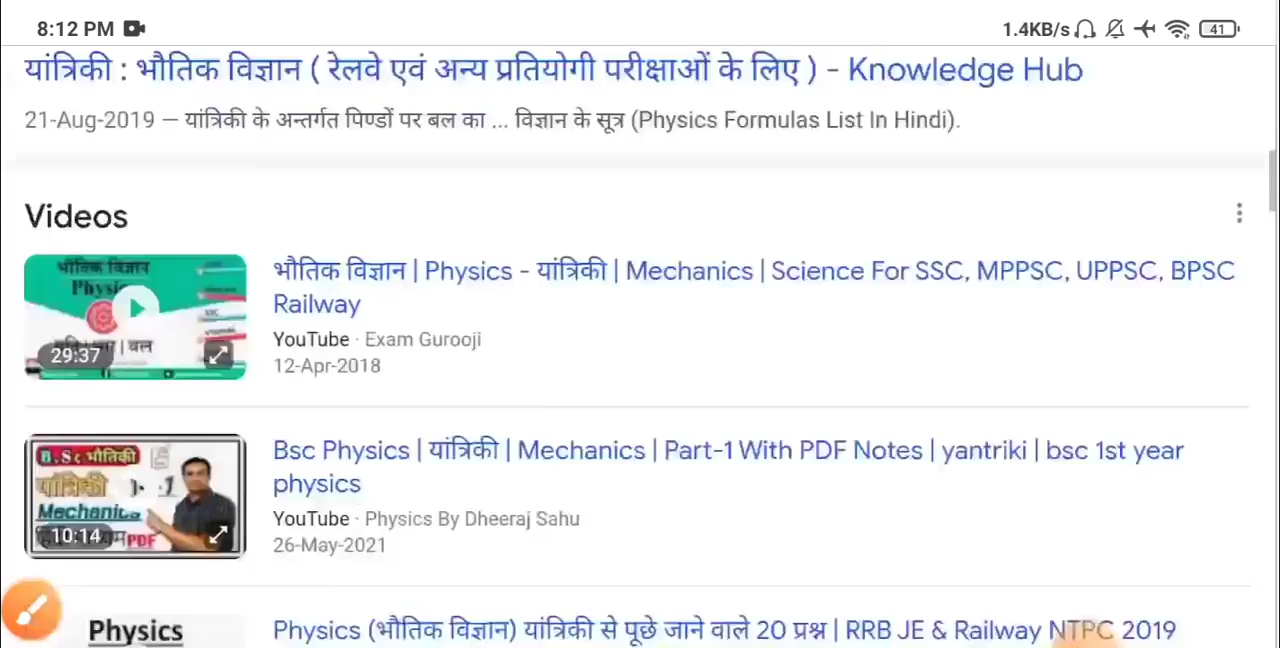 8:12 PM
1.4KB/s 41
यांत्रिकी : भौतिक विज्ञान ( रेलवे एवं अन्य प्रतियोगी परीक्षाओं के लिए ) - Knowledge Hub
21-Aug-2019 — यांत्रिकी के अन्तर्गत पिण्डों पर बल का ... विज्ञान के सूत्र (Physics Formulas List In Hindi).
Videos
भौतिक विज्ञान
Physics
29:37
भौतिक विज्ञान | Physics - यांत्रिकी | Mechanics | Science For SSC, MPPSC, UPPSC, BPSC
Railway
YouTube · Exam Gurooji
12-Apr-2018
B.Sc भौतिकी
यांत्रिकी
Mechanics
PDF
10:14
Bsc Physics | यांत्रिकी | Mechanics | Part-1 With PDF Notes | yantriki | bsc 1st year
physics
YouTube · Physics By Dheeraj Sahu
26-May-2021
Physics
Physics (भौतिक विज्ञान) यांत्रिकी से पूछे जाने वाले 20 प्रश्न | RRB JE & Railway NTPC 2019